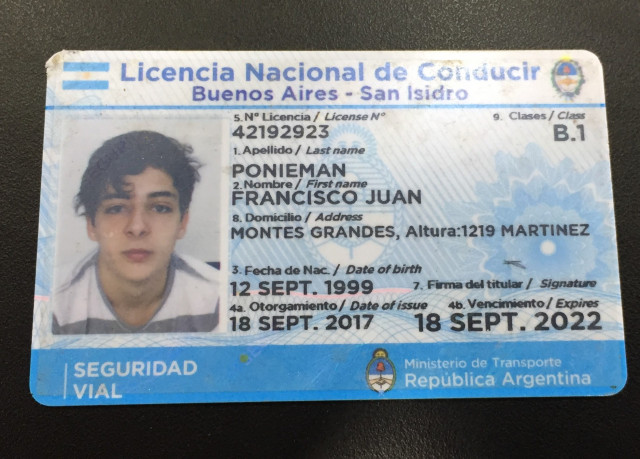 Licencia Nacional de Conducir
Buenos Aires - San Isidro
5. Nº Licencia / License Nº
9. Clases / Class
42192923
B.1
1. Apellido / Last name
PONIEMAN
2. Nombre / First name
FRANCISCO JUAN
8. Domicilio / Address
MONTES GRANDES, Altura:1219 MARTINEZ
3. Fecha de Nac. / Date of birth
12 SEPT. 1999
7. Firma del titular / Signature
4a. Otorgamiento / Date of issue
4b. Vencimiento / Expires
18 SEPT. 2017
18 SEPT. 2022
SEGURIDAD
VIAL
Ministerio de Transporte
República Argentina